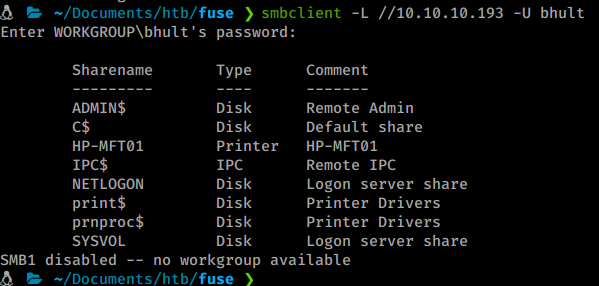 ~/Documents/htb/fuse ❯ smbclient -L //10.10.10.193 -U bhult
Enter WORKGROUP\bhult's password:
Sharename Type Comment
--------- ---- -------
ADMIN$ Disk Remote Admin
C$ Disk Default share
HP-MFT01 Printer HP-MFT01
IPC$ IPC Remote IPC
NETLOGON Disk Logon server share
print$ Disk Printer Drivers
prnproc$ Disk Printer Drivers
SYSVOL Disk Logon server share
SMB1 disabled -- no workgroup available
~/Documents/htb/fuse ❯